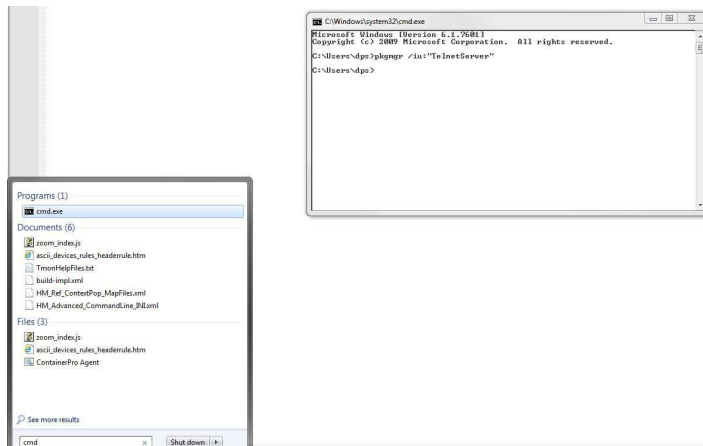 C:\Windows\system32\cmd.exe
Microsoft Windows [Version 6.1.7601]
Copyright (c) 2009 Microsoft Corporation.  All rights reserved.
C:\Users\dps>pkgmgr /iu:"TelnetServer"
C:\Users\dps>
Programs (1)
cmd.exe
Documents (6)
zoom_index.js
ascii_devices_rules_headerrule.htm
TmonHelpFiles.txt
build-impl.xml
HM_Ref_ContextPop_MapFiles.xml
HM_Advanced_CommandLine_INI.xml
Files (3)
zoom_index.js
ascii_devices_rules_headerrule.htm
ContainerPro Agent
See more results
cmd
Shut down